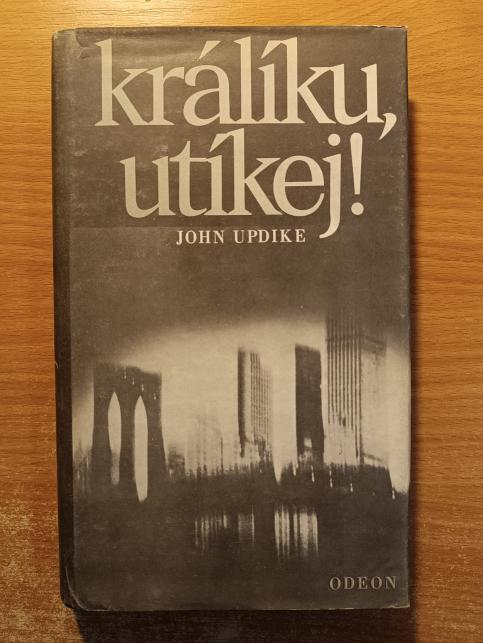 králíku,
utíkej!
JOHN UPDIKE
ODEON